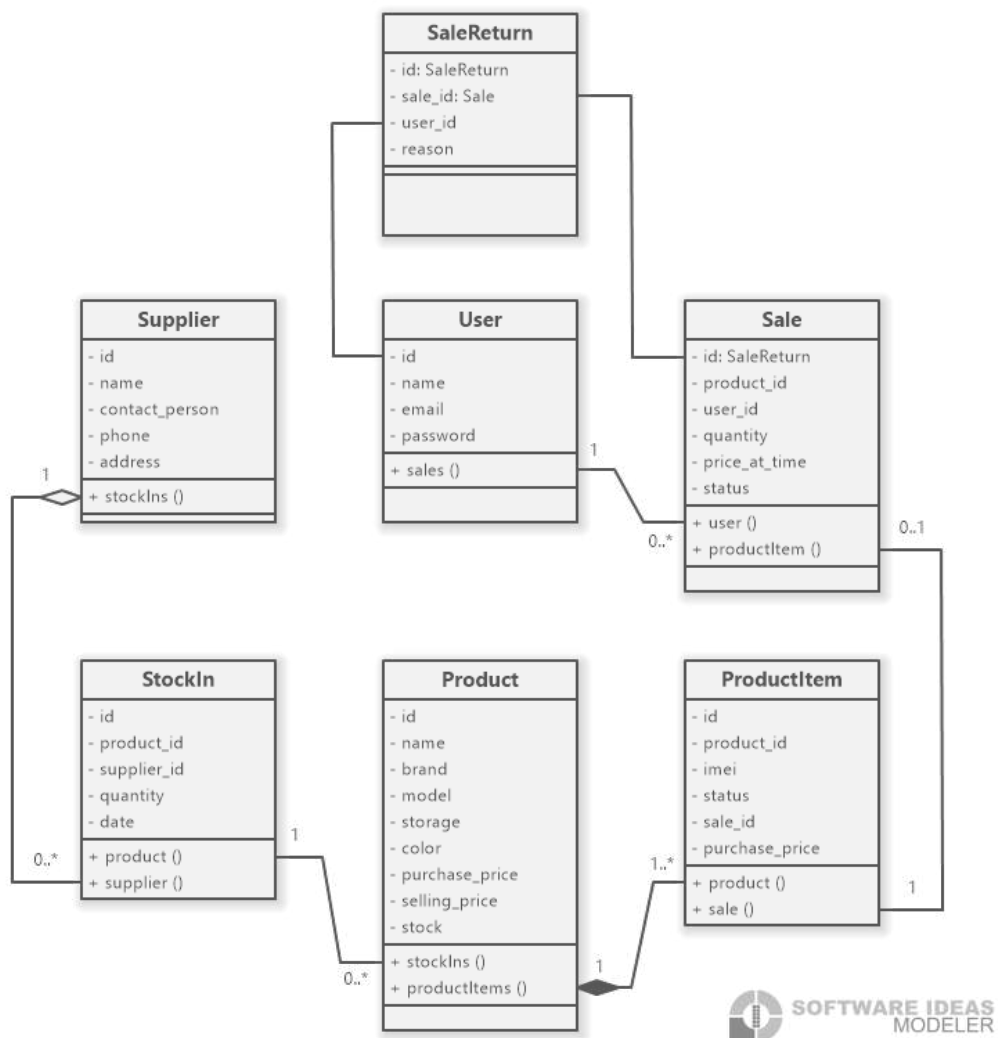 SaleReturn
- id: SaleReturn
- sale_id: Sale
- user_id
- reason
Supplier
- id
- name
- contact_person
- phone
- address
+ stockIns ()
1
User
- id
- name
- email
- password
+ sales ()
1
0..*
Sale
- id: SaleReturn
- product_id
- user_id
- quantity
- price_at_time
- status
+ user ()
+ productItem ()
0..1
StockIn
- id
- product_id
- supplier_id
- quantity
- date
+ product ()
+ supplier ()
0..*
1
0..*
Product
- id
- name
- brand
- model
- storage
- color
- purchase_price
- selling_price
- stock
+ stockIns ()
+ productItems ()
1
1..*
ProductItem
- id
- product_id
- imei
- status
- sale_id
- purchase_price
+ product ()
+ sale ()
1
SOFTWARE IDEAS
MODELER